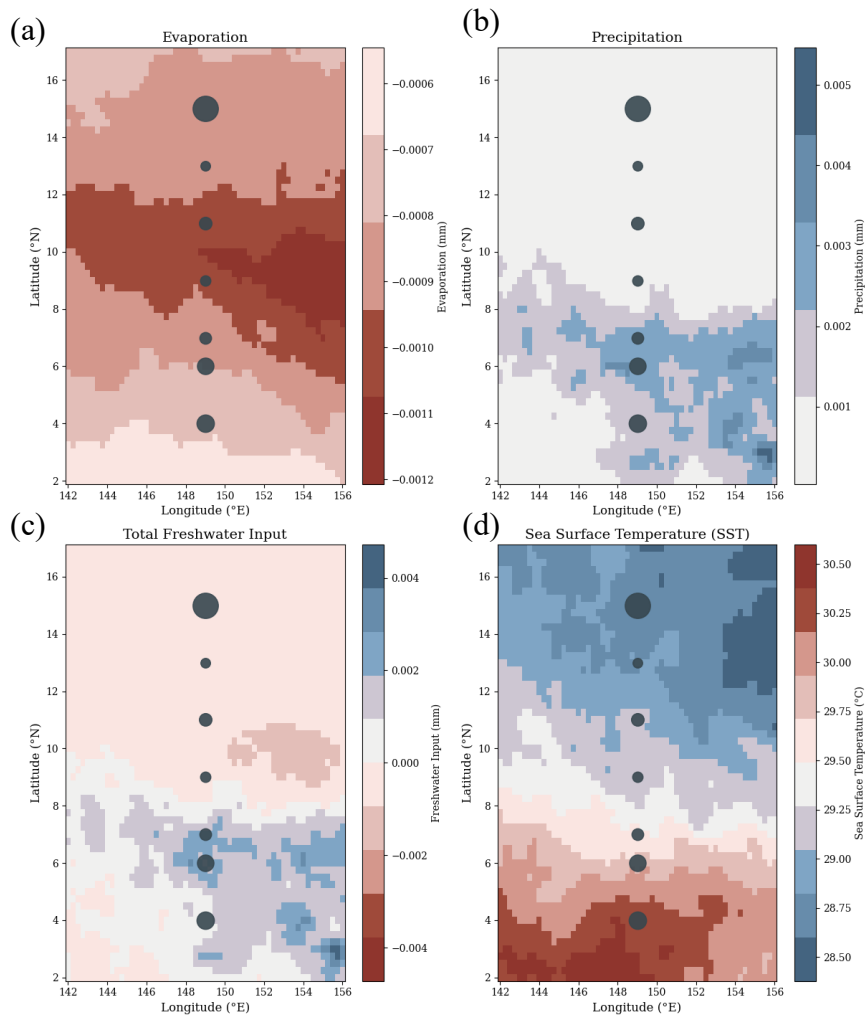 (a)
Evaporation
16
14
12
10
8
6
4
2
Latitude (°N)
142 144 146 148 150 152 154 156
Longitude (°E)
−0.0006
−0.0007
−0.0008
−0.0009
−0.0010
−0.0011
−0.0012
Evaporation (mm)
(b)
Precipitation
16
14
12
10
8
6
4
2
Latitude (°N)
142 144 146 148 150 152 154 156
Longitude (°E)
0.005
0.004
0.003
0.002
0.001
Precipitation (mm)
(c)
Total Freshwater Input
16
14
12
10
8
6
4
2
Latitude (°N)
142 144 146 148 150 152 154 156
Longitude (°E)
0.004
0.002
0.000
−0.002
−0.004
Freshwater Input (mm)
(d)
Sea Surface Temperature (SST)
16
14
12
10
8
6
4
2
Latitude (°N)
142 144 146 148 150 152 154 156
Longitude (°E)
30.50
30.25
30.00
29.75
29.50
29.25
29.00
28.75
28.50
Sea Surface Temperature (°C)